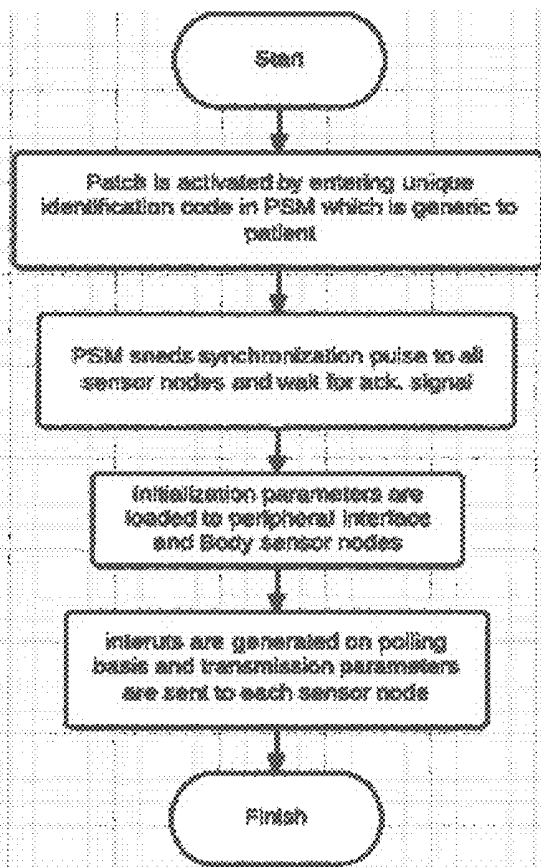 Start
Patch is activated by entering unique
identification code in PSM which is generic to
patient
PSM sneds synchronization pulse to all
sensor nodes and wait for ack. signal
Initialization parameters are
loaded to peripheral interface
and Body sensor nodes
interuts are generated on polling
basis and transmission parameters
are sent to each sensor node
Finish